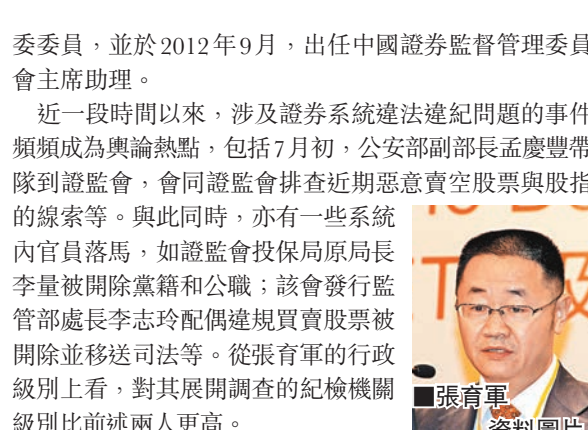 委委員，並於2012年9月，出任中國證券監督管理委員
會主席助理。
近一段時間以來，涉及證券系統違法違紀問題的事件
頻頻成為輿論熱點，包括7月初，公安部副部長孟慶豐帶
隊到證監會，會同證監會排查近期惡意賣空股票與股指
的線索等。與此同時，亦有一些系統
內官員落馬，如證監會投保局原局長
李量被開除黨籍和公職；該會發行監
管部處長李志玲配偶違規買賣股票被
開除並移送司法等。從張育軍的行政
級別上看，對其展開調查的紀檢機關
級別比前述兩人更高。
■張育軍
資料圖片